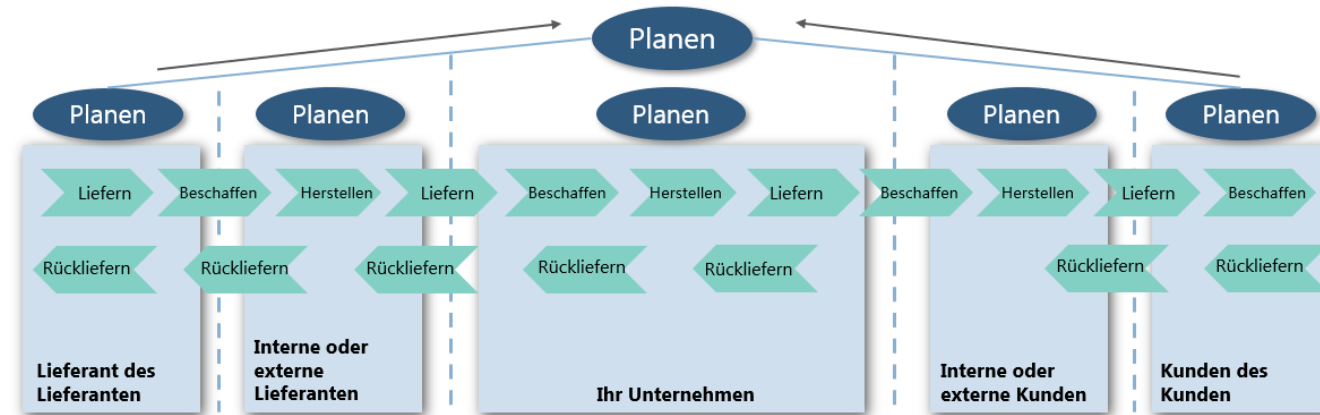 Planen
Planen
Planen
Planen
Planen
Planen
Liefern
Beschaffen
Herstellen
Liefern
Beschaffen
Herstellen
Liefern
Beschaffen
Herstellen
Liefern
Beschaffen
Rückliefern
Rückliefern
Rückliefern
Rückliefern
Rückliefern
Rückliefern
Rückliefern
Lieferant des
Lieferanten
Interne oder
externe
Lieferanten
Ihr Unternehmen
Interne oder
externe Kunden
Kunden des
Kunden